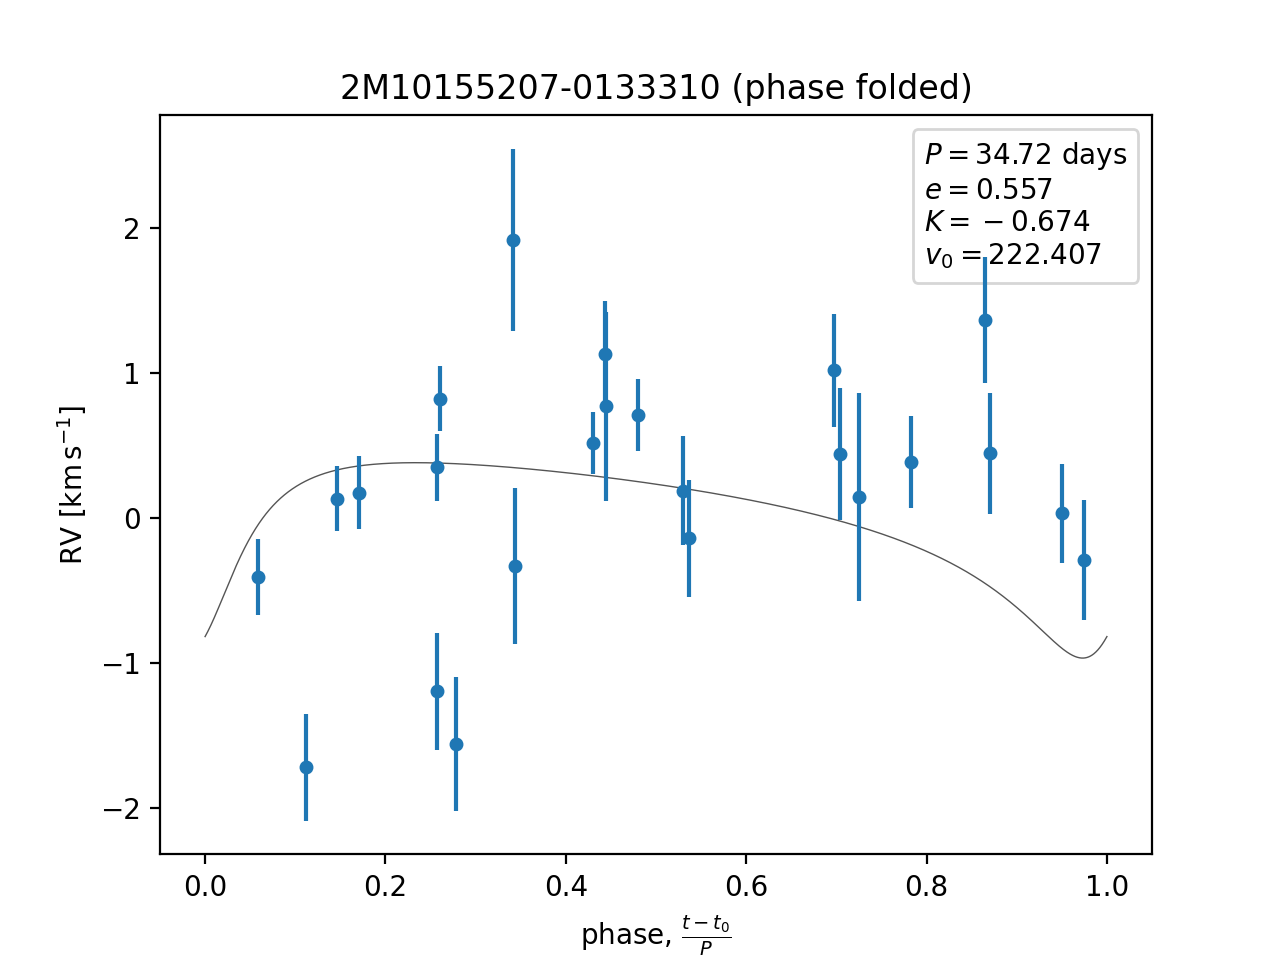 2M10155207-0133310 (phase folded)
P = 34.72 days
e = 0.557
K = −0.674
v₀ = 222.407
RV [km s⁻¹]
2
1
0
−1
−2
0.0 0.2 0.4 0.6 0.8 1.0
phase, (t − t₀)/P